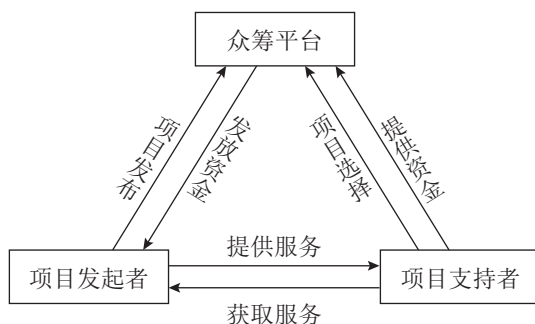 众筹平台
项目发布
发放资金
项目选择
提供资金
提供服务
项目发起者
项目支持者
获取服务